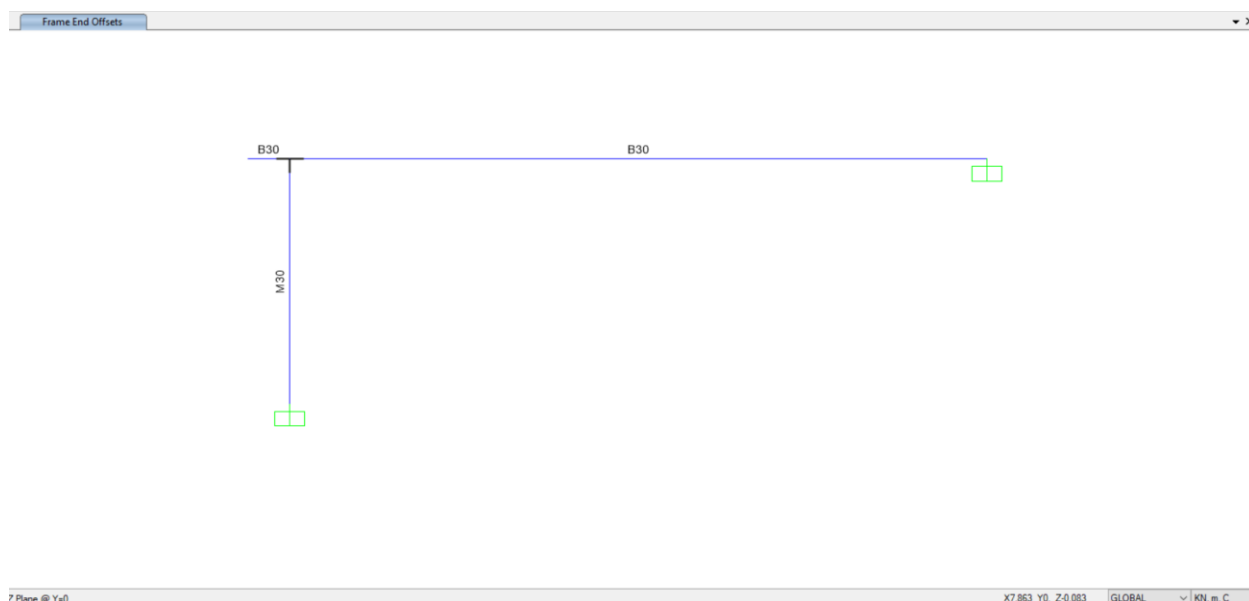 Frame End Offsets
B30
B30
M30
Z Plane @ Y=0
X7.863 Y0 Z-0.083
GLOBAL
KN, m, C